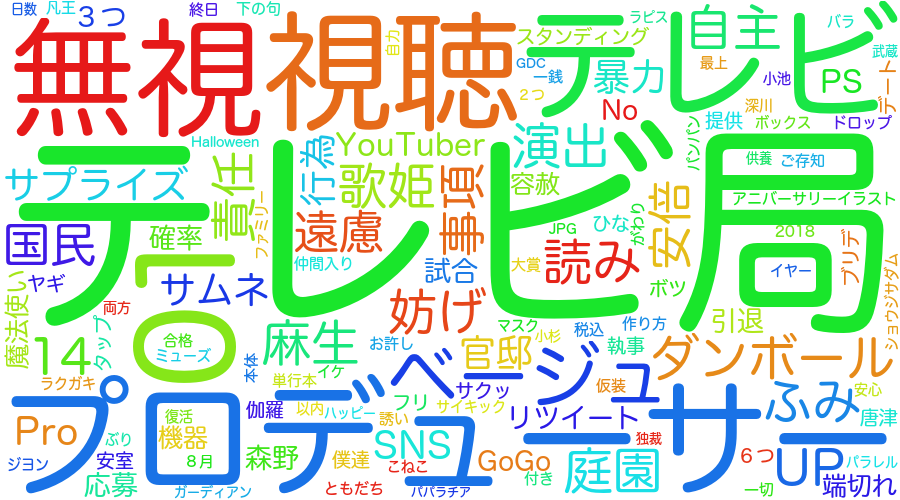 日数
凡王
3つ
終日
下の句
無視
視聴
自力
スタンディング
ラピス
テレビ
自主
パラ
武蔵
GDC
一銭
2つ
暴力
No
最上
小池
PS
デート
深川
ボックス
ドロップ
提供
パンパン
Halloween
YouTuber
演出
テレビ局
サプライズ
責任
行為
歌姫
事項
容赦
供養
ご存知
アニバーサリーイラスト
国民
確率
ファミリー
遠慮
仲間入り
試合
大賞
JPG
ひな
がわり
安倍
2018
読み
イヤー
ブリデ
ショウジサダム
ヤギ
魔法使い
10
サムネ
両方
妨げ
ボツ
引退
14
タップ
合格
ミューズ
本体
麻生
お許し
イケ
マスク
小杉
税込
作り方
官邸
執事
ダンボール
ラクガキ
プロデューサー
ベージュ
単行本
サクッ
仮装
安心
復活
伽羅
以内
ハッピー
フリ
誘い
サイキック
リツイート
ふみ
唐津
Pro
ぶり
機器
8月
森野
僕達
SNS
こねこ
GoGo
付き
庭園
独裁
6つ
UP
パラレル
ジヨン
安室
応募
ガーディアン
ともだち
パパラチア
一切
端切れ